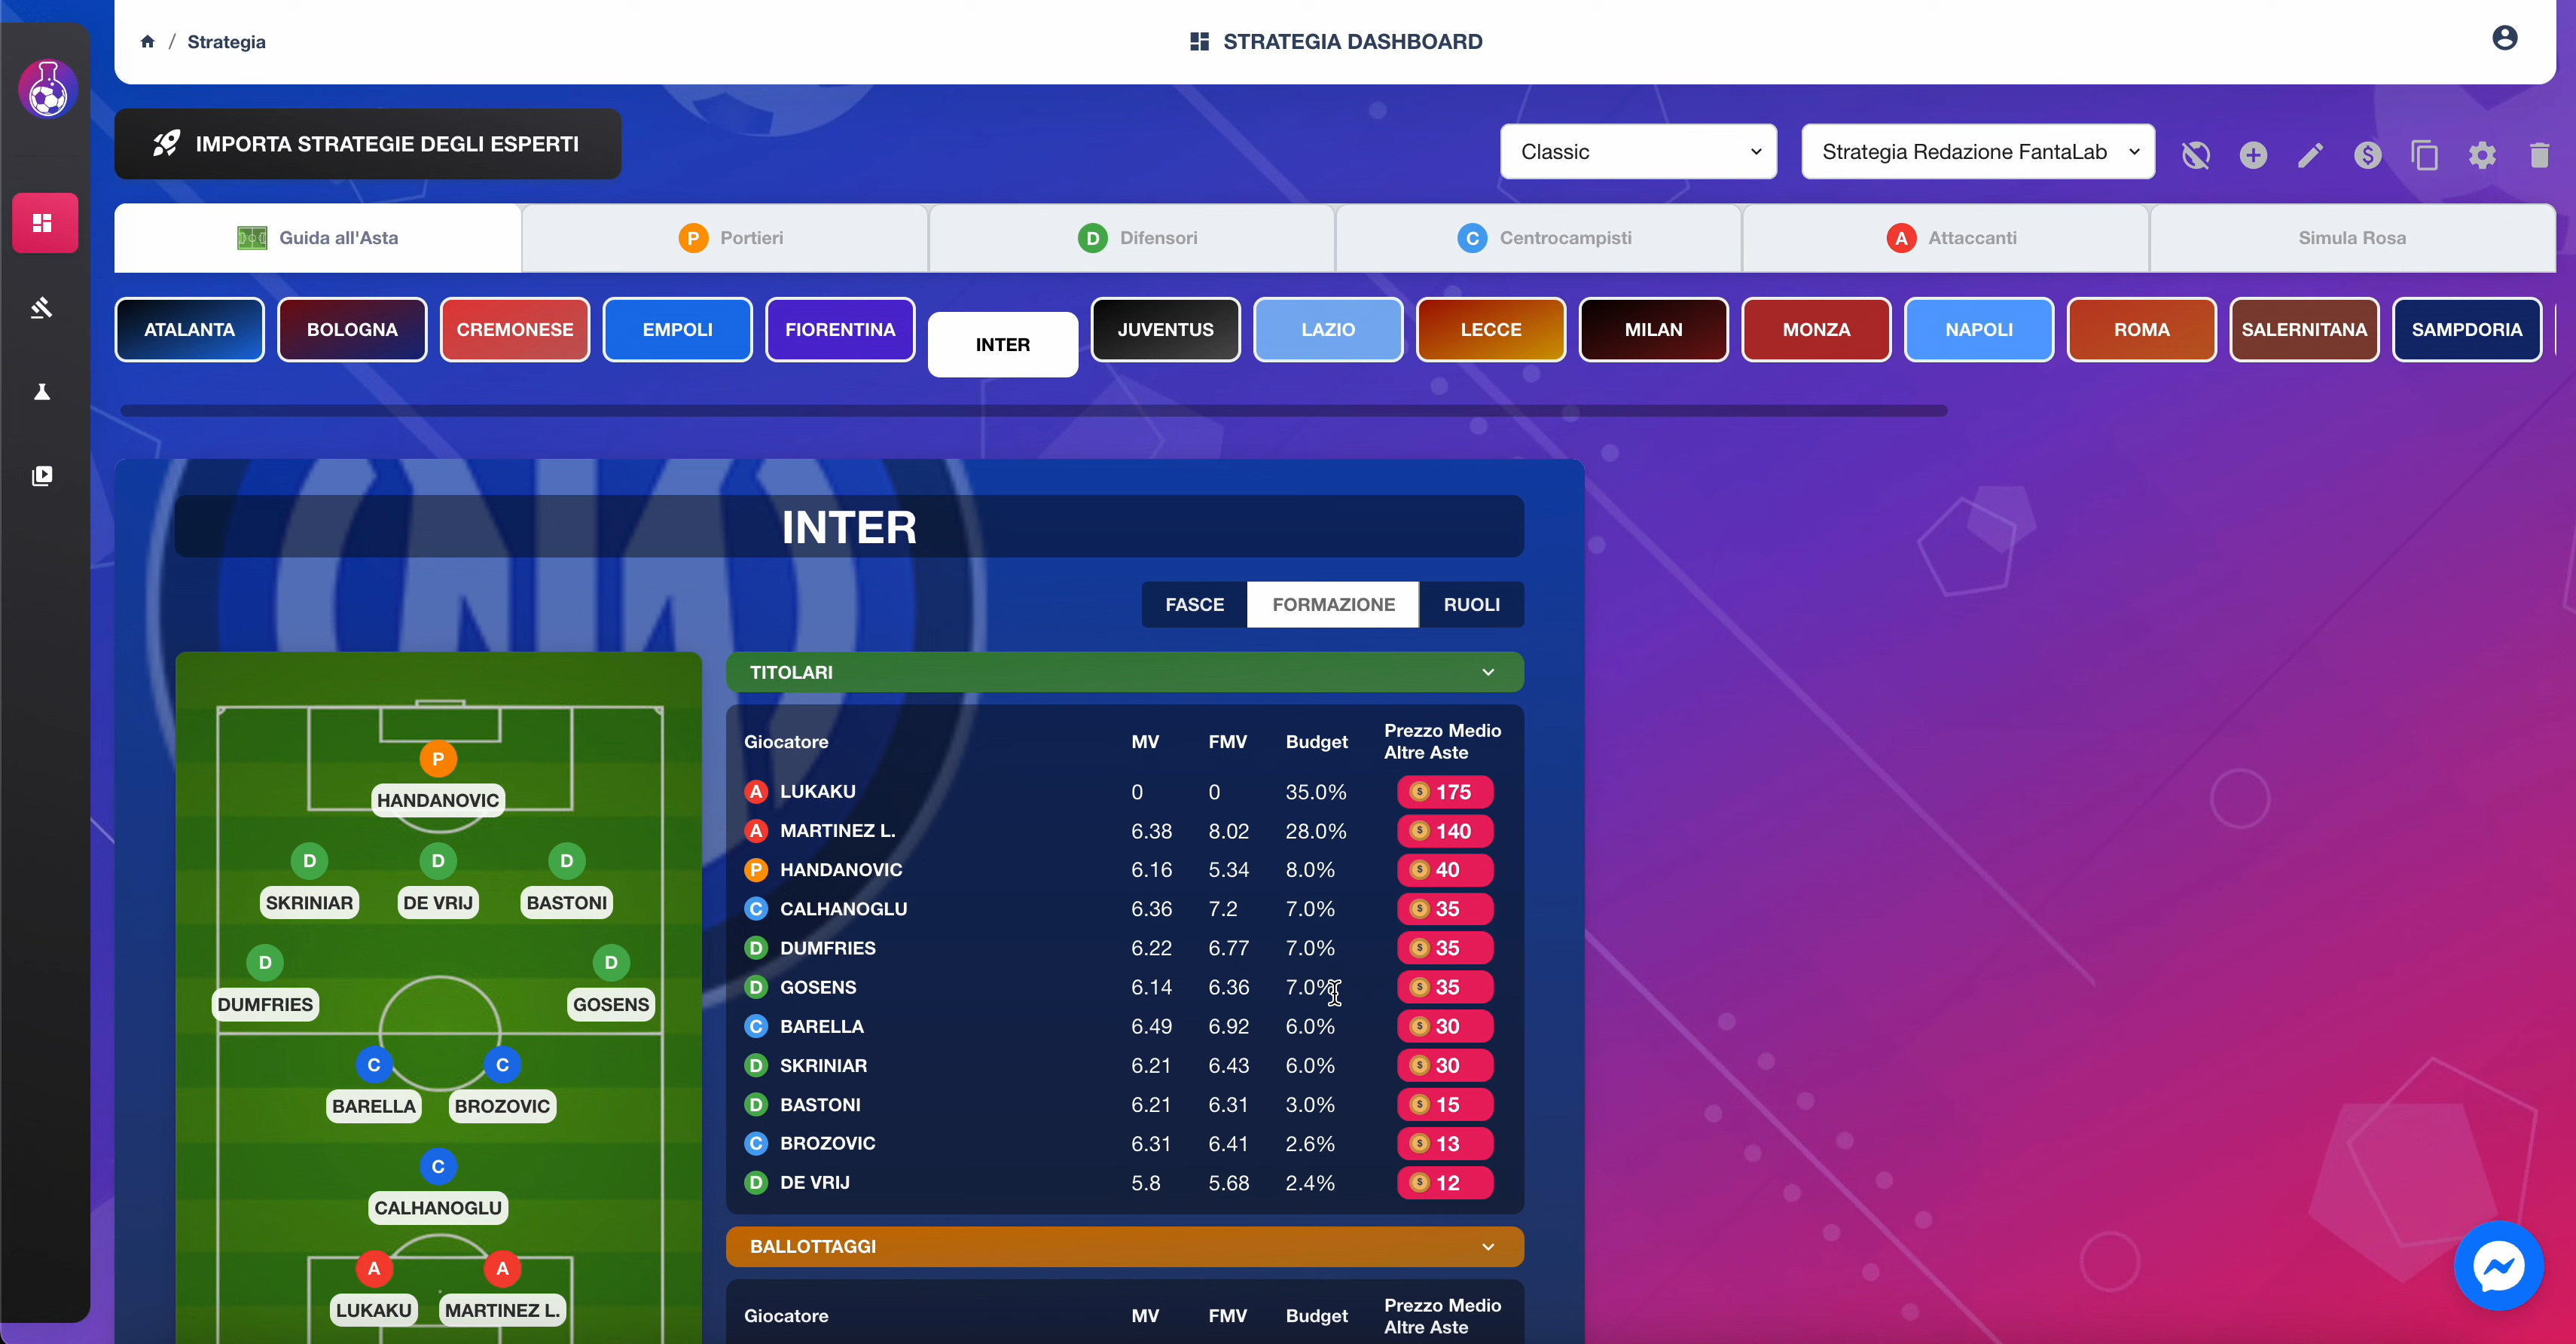 / Strategia
STRATEGIA DASHBOARD
IMPORTA STRATEGIE DEGLI ESPERTI
Classic
Strategia Redazione FantaLab
Guida all'Asta
P Portieri
D Difensori
C Centrocampisti
A Attaccanti
Simula Rosa
ATALANTA
BOLOGNA
CREMONESE
EMPOLI
FIORENTINA
INTER
JUVENTUS
LAZIO
LECCE
MILAN
MONZA
NAPOLI
ROMA
SALERNITANA
SAMPDORIA
INTER
FASCE
FORMAZIONE
RUOLI
P
HANDANOVIC
D D D
SKRINIAR DE VRIJ BASTONI
D D
DUMFRIES GOSENS
C C
BARELLA BROZOVIC
C
CALHANOGLU
A A
LUKAKU MARTINEZ L.
TITOLARI
Giocatore MV FMV Budget Prezzo Medio
Altre Aste
A LUKAKU 0 0 35.0% $ 175
A MARTINEZ L. 6.38 8.02 28.0% $ 140
P HANDANOVIC 6.16 5.34 8.0% $ 40
C CALHANOGLU 6.36 7.2 7.0% $ 35
D DUMFRIES 6.22 6.77 7.0% $ 35
D GOSENS 6.14 6.36 7.0% $ 35
C BARELLA 6.49 6.92 6.0% $ 30
D SKRINIAR 6.21 6.43 6.0% $ 30
D BASTONI 6.21 6.31 3.0% $ 15
C BROZOVIC 6.31 6.41 2.6% $ 13
D DE VRIJ 5.8 5.68 2.4% $ 12
BALLOTTAGGI
Giocatore MV FMV Budget Prezzo Medio
Altre Aste